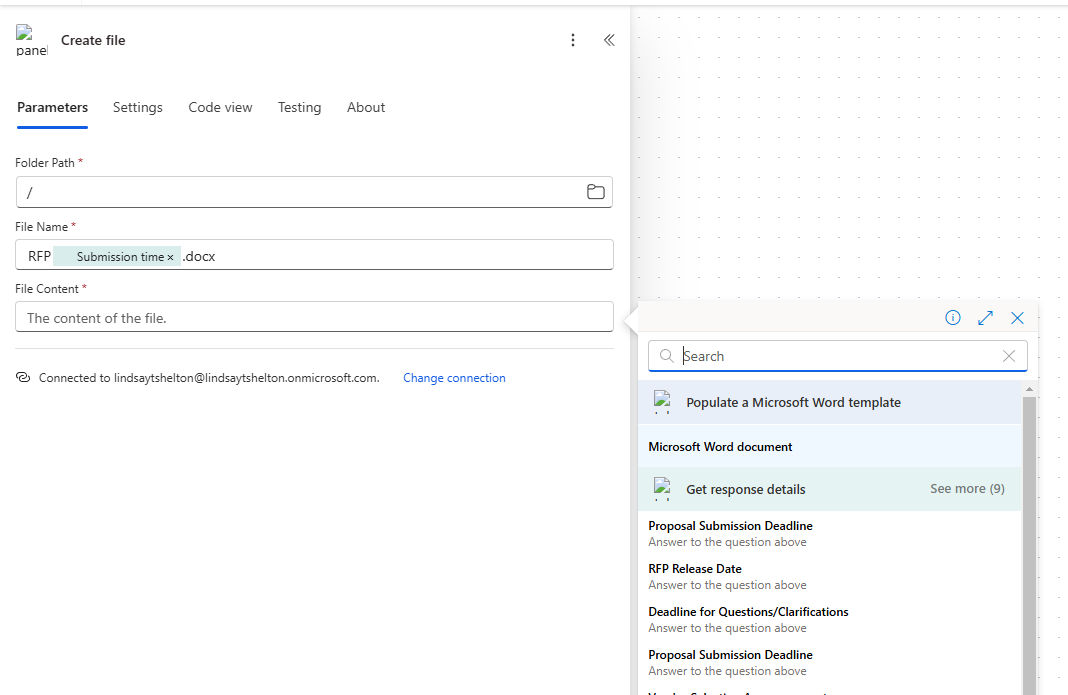 panel
Create file
Parameters Settings Code view Testing About
Folder Path *
/
File Name *
RFP Submission time × .docx
File Content *
The content of the file.
Connected to lindsaytshelton@lindsaytshelton.onmicrosoft.com. Change connection
Search
Populate a Microsoft Word template
Microsoft Word document
Get response details See more (9)
Proposal Submission Deadline
Answer to the question above
RFP Release Date
Answer to the question above
Deadline for Questions/Clarifications
Answer to the question above
Proposal Submission Deadline
Answer to the question above